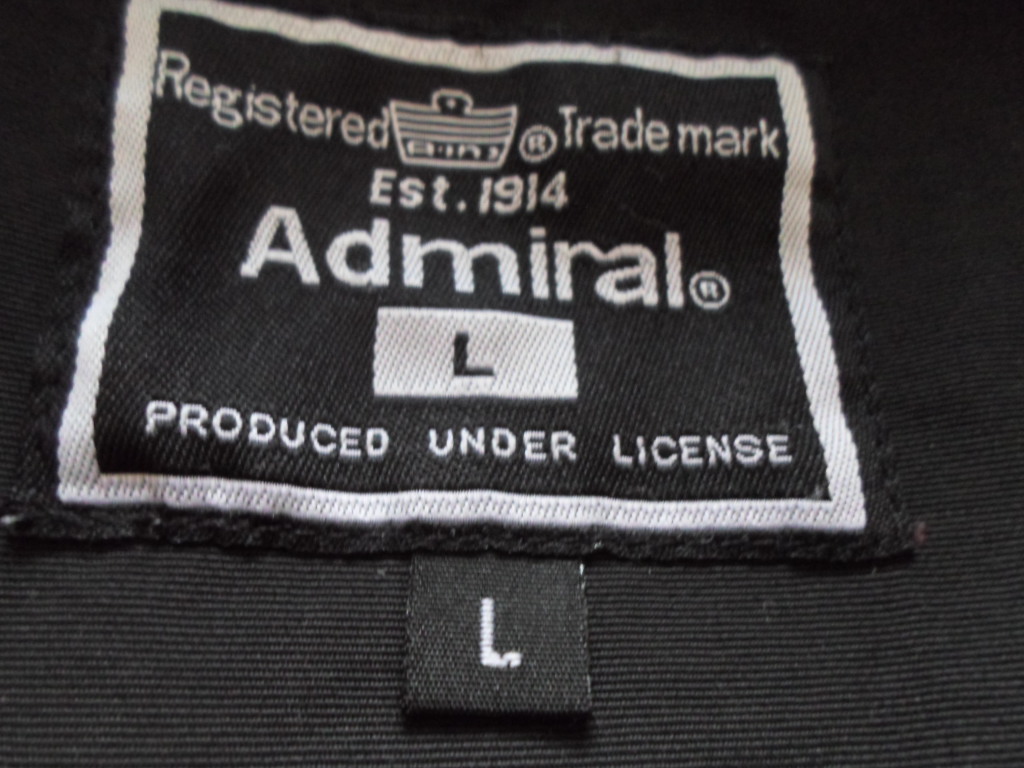 Registered ® Trade mark
Est. 1914
Admiral®
L
PRODUCED UNDER LICENSE
L